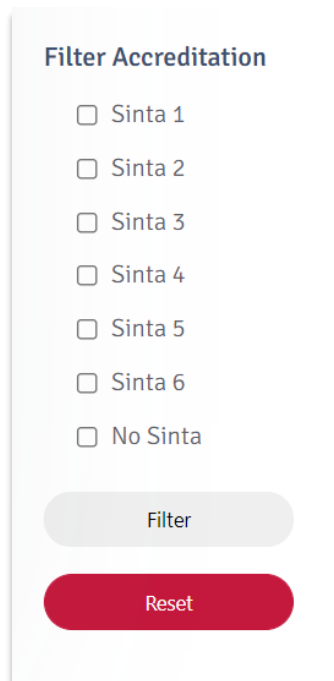 Filter Accreditation
Sinta 1
Sinta 2
Sinta 3
Sinta 4
Sinta 5
Sinta 6
No Sinta
Filter
Reset